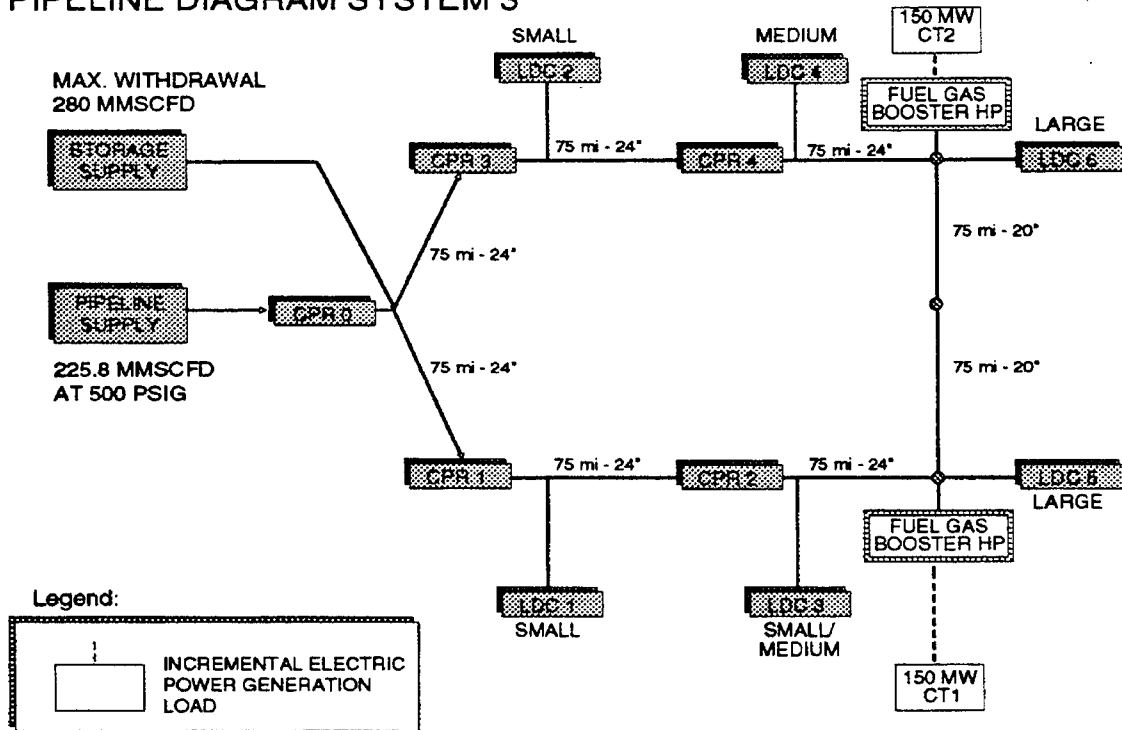 PIPELINE DIAGRAM SYSTEM 3
150 MW
CT2
SMALL
MEDIUM
LDC 2
LDC 4
MAX. WITHDRAWAL
280 MMSCFD
FUEL GAS
BOOSTER HP
LARGE
STORAGE
SUPPLY
CPR 3
75 mi - 24"
CPR 4
75 mi - 24"
LDC 6
75 mi - 24"
75 mi - 20"
PIPELINE
SUPPLY
CPR 0
225.8 MMSCFD
AT 500 PSIG
75 mi - 24"
75 mi - 20"
CPR 1
75 mi - 24"
CPR 2
75 mi - 24"
LDC 5
LARGE
FUEL GAS
BOOSTER HP
Legend:
LDC 1
SMALL
LDC 3
SMALL/
MEDIUM
INCREMENTAL ELECTRIC
POWER GENERATION
LOAD
150 MW
CT1